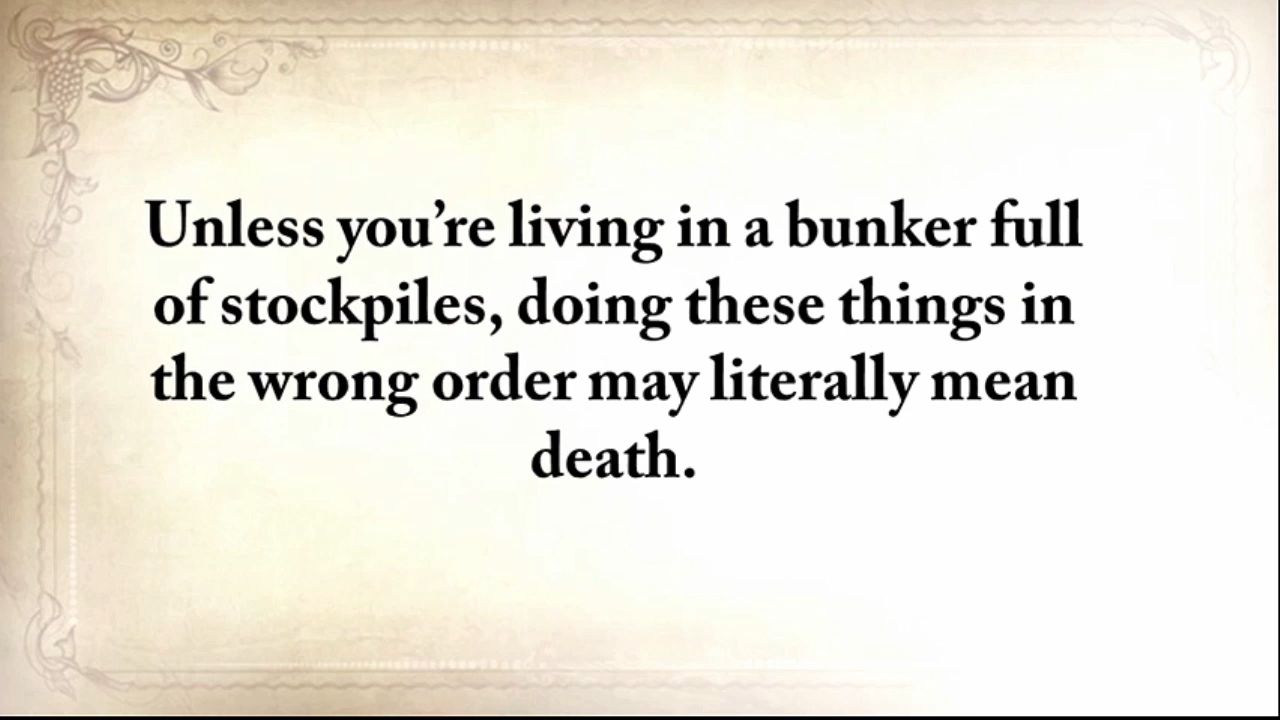 Unless you’re living in a bunker full
of stockpiles, doing these things in
the wrong order may literally mean
death.